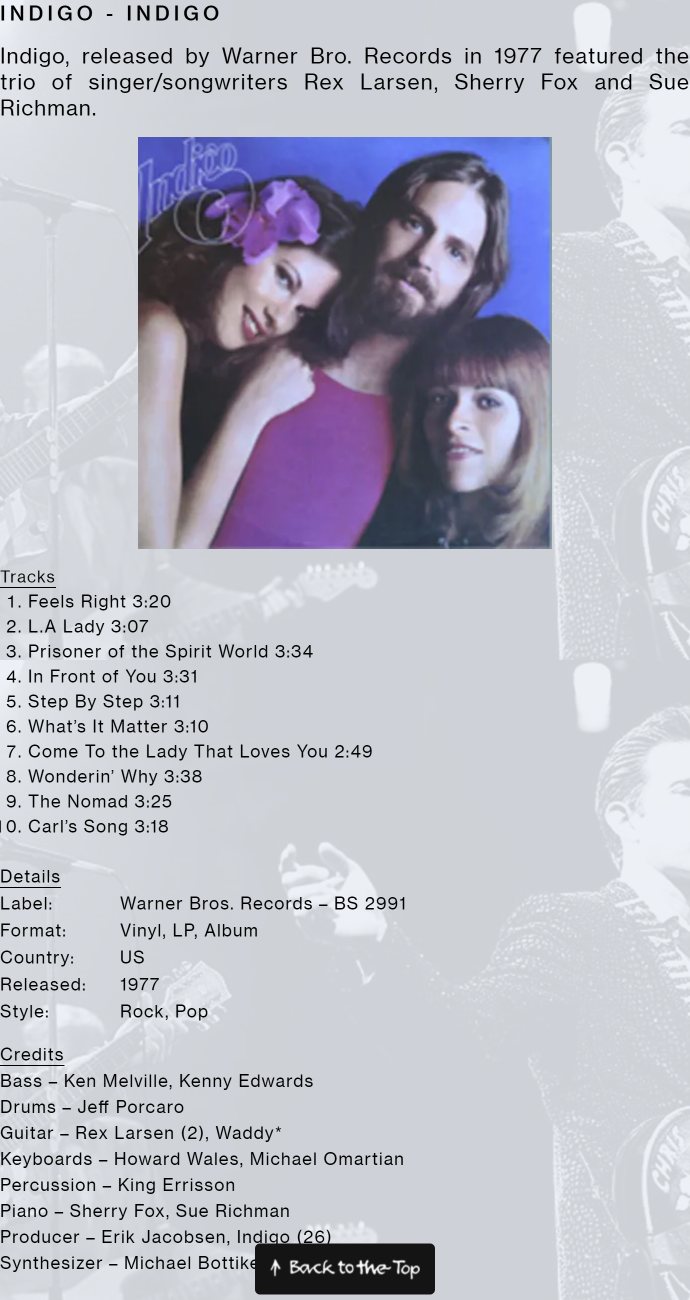 INDIGO - INDIGO
Indigo, released by Warner Bro. Records in 1977 featured the
trio of singer/songwriters Rex Larsen, Sherry Fox and Sue
Richman.
Indigo
Tracks
1. Feels Right 3:20
2. L.A Lady 3:07
3. Prisoner of the Spirit World 3:34
4. In Front of You 3:31
5. Step By Step 3:11
6. What’s It Matter 3:10
7. Come To the Lady That Loves You 2:49
8. Wonderin’ Why 3:38
9. The Nomad 3:25
10. Carl’s Song 3:18
Details
Label: Warner Bros. Records – BS 2991
Format: Vinyl, LP, Album
Country: US
Released: 1977
Style: Rock, Pop
Credits
Bass – Ken Melville, Kenny Edwards
Drums – Jeff Porcaro
Guitar – Rex Larsen (2), Waddy*
Keyboards – Howard Wales, Michael Omartian
Percussion – King Errisson
Piano – Sherry Fox, Sue Richman
Producer – Erik Jacobsen, Indigo (26)
Synthesizer – Michael
↑ Back to the Top
CHRIS
CHRIS